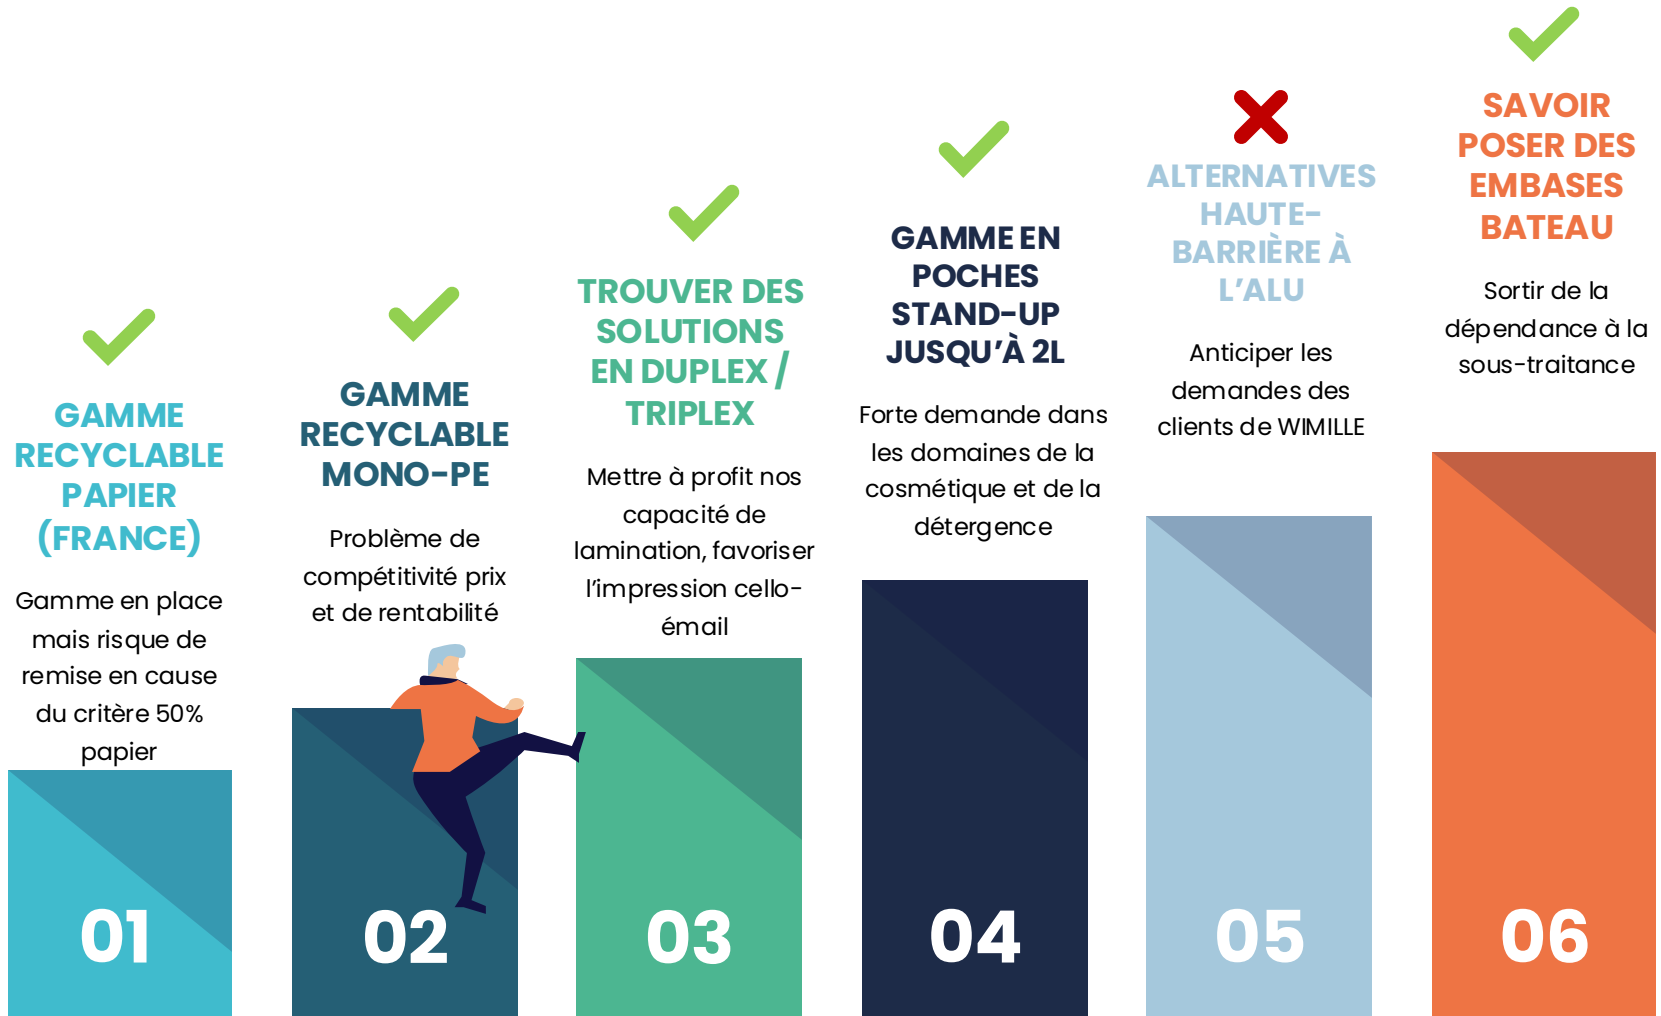 GAMME
RECYCLABLE
PAPIER
(FRANCE)
Gamme en place
mais risque de
remise en cause
du critère 50%
papier
01
GAMME
RECYCLABLE
MONO-PE
Problème de
compétitivité prix
et de rentabilité
02
TROUVER DES
SOLUTIONS
EN DUPLEX /
TRIPLEX
Mettre à profit nos
capacité de
lamination, favoriser
l'impression cello-
émail
03
GAMME EN
POCHES
STAND-UP
JUSQU'À 2L
Forte demande dans
les domaines de la
cosmétique et de la
détergence
04
ALTERNATIVES
HAUTE-
BARRIÈRE À
L'ALU
Anticiper les
demandes des
clients de WIMILLE
05
SAVOIR
POSER DES
EMBASES
BATEAU
Sortir de la
dépendance à la
sous-traitance
06